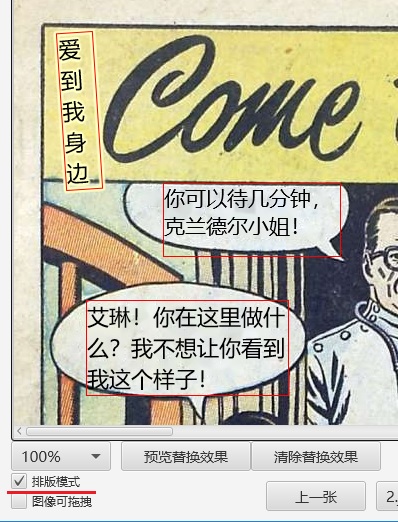 爱到我身边
Come
你可以待几分钟，
克兰德尔小姐！
艾琳！你在这里做什
么？我不想让你看到
我这个样子！
100%
预览替换效果
清除替换效果
排版模式
图像可拖拽
上一张
2.